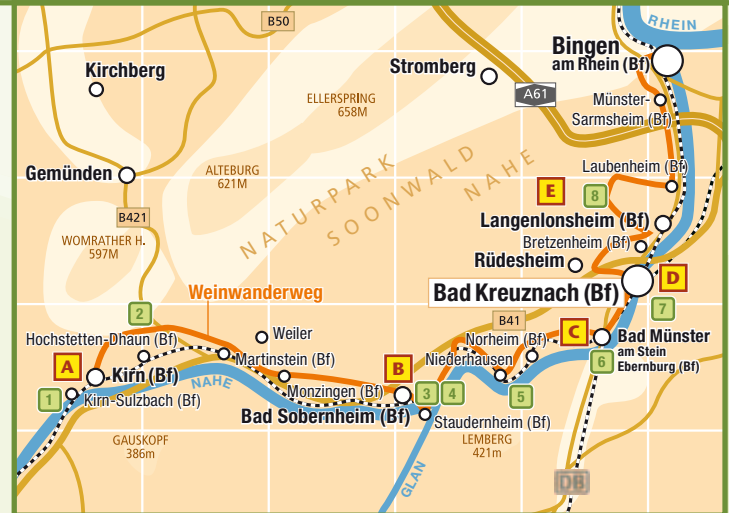 B50
RHEIN
Bingen
am Rhein (Bf)
Kirchberg
Stromberg
A61
ELLERSPRING
658M
Münster-
Sarmsheim (Bf)
Laubenheim (Bf)
Gemünden
ALTEBURG
621M
NATURPARK
SOONWALD
NAHE
E
8
B421
Langenlonsheim (Bf)
WOMRATHER H.
597M
Bretzenheim (Bf)
Rüdesheim
D
Weinwanderweg
Bad Kreuznach (Bf)
7
2
B41
C
Hochstetten-Dhaun (Bf)
Weiler
Norheim (Bf)
Bad Münster
am Stein
Ebernburg (Bf)
6
A
Martinstein (Bf)
B
Niederhausen
Kirn (Bf)
NAHE
Monzingen (Bf)
1
Kirn-Sulzbach (Bf)
3
4
5
Bad Sobernheim (Bf)
Staudernheim (Bf)
GAUSKOPF
386m
LEMBERG
421m
GLAN
DB